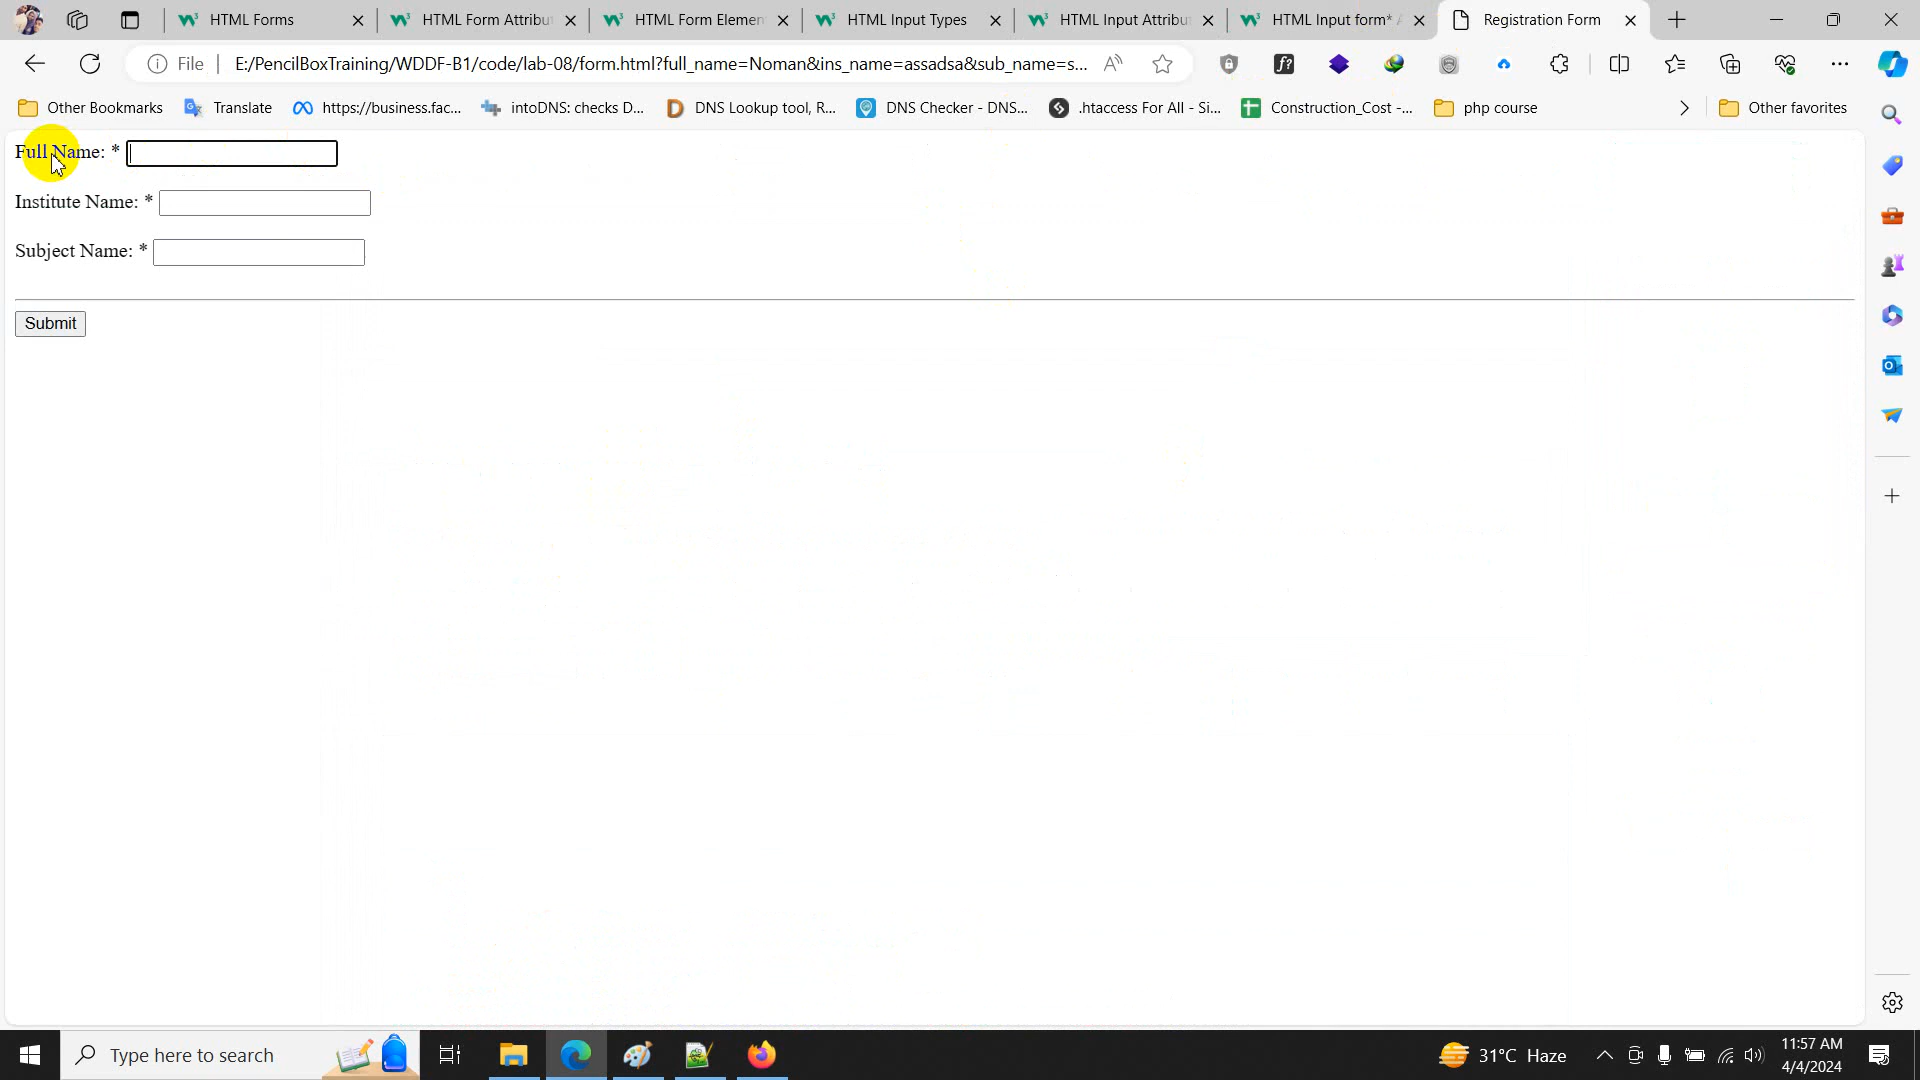 HTML Forms
HTML Form Attribu
HTML Form Elemen
HTML Input Types
HTML Input Attribu
HTML Input form*
Registration Form
File
E:/PencilBoxTraining/WDDF-B1/code/lab-08/form.html?full_name=Noman&ins_name=assadsa&sub_name=s...
Other Bookmarks
Translate
https://business.fac...
intoDNS: checks D...
DNS Lookup tool, R...
DNS Checker - DNS...
.htaccess For All - Si...
Construction_Cost -...
php course
Other favorites
Full Name: *
Institute Name: *
Subject Name: *
Submit
Type here to search
31°C Haze
11:57 AM
4/4/2024